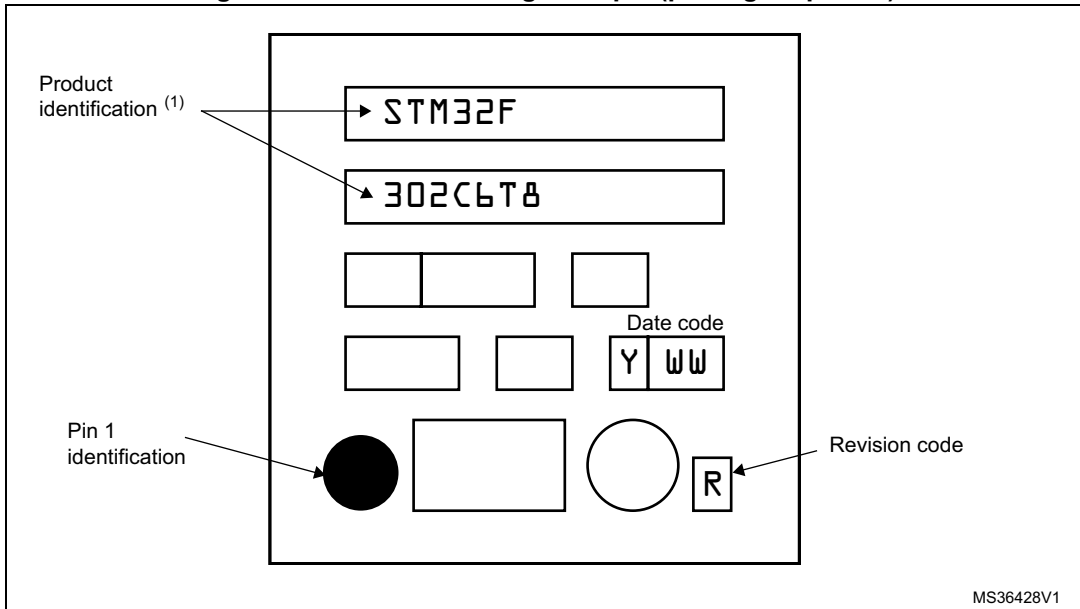 Product
identification (1)
STM32F
302C6T8
Date code
Y WW
Pin 1
identification
Revision code
R
MS36428V1